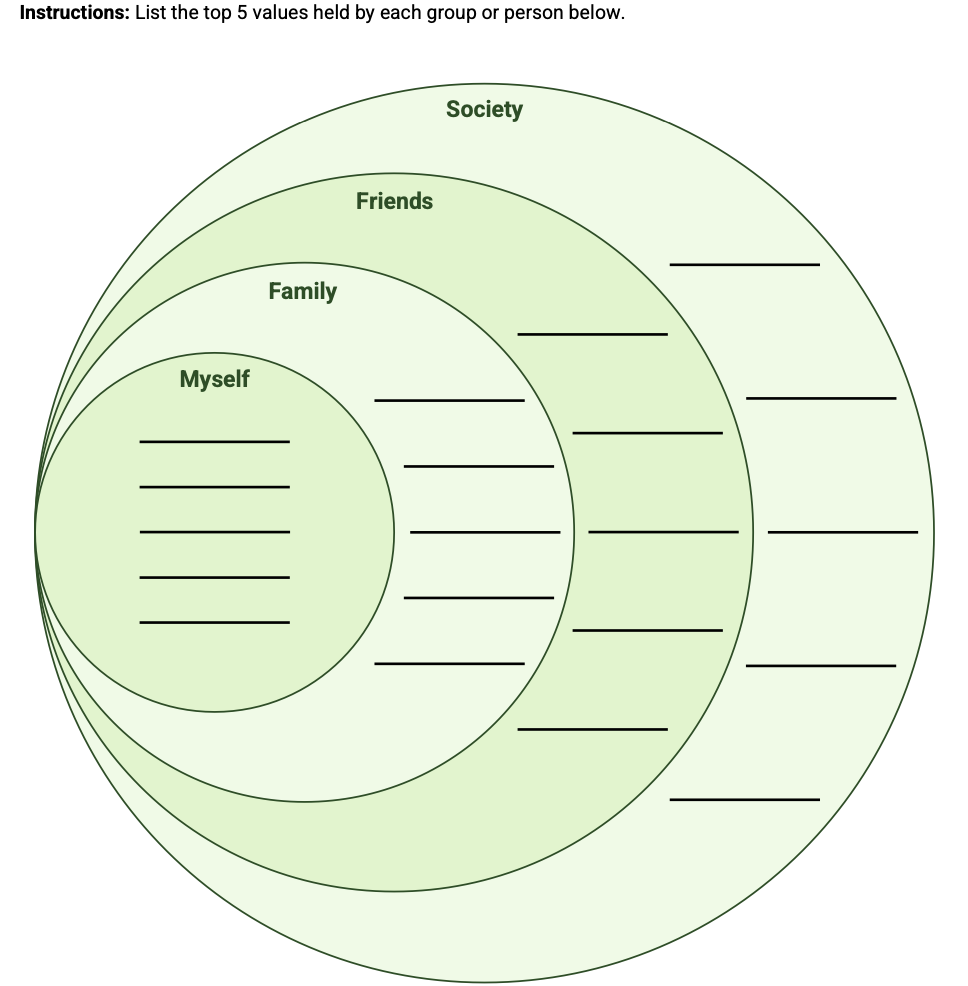 Instructions: List the top 5 values held by each group or person below.
Society
Friends
Family
Myself